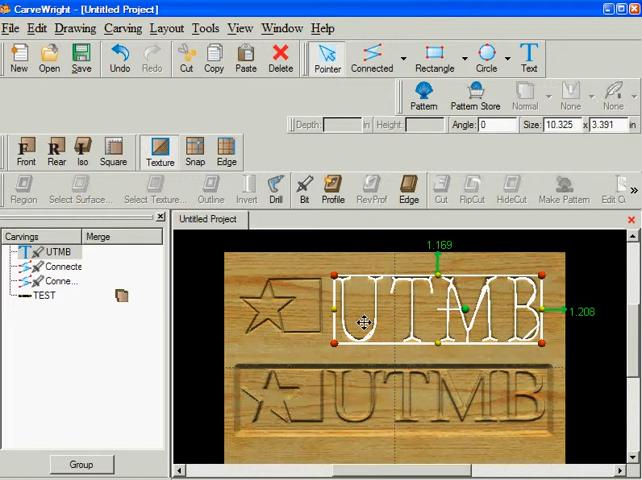 CarveWright - [Untitled Project]
File Edit Drawing Carving Layout Tools View Window Help
New Open Save Undo Redo Cut Copy Paste Delete Pointer Connected Rectangle Circle Text
Pattern Pattern Store Normal None None
Depth: in Height: in Angle: 0 Size: 10.325 x 3.391 in
Front Rear Iso Square Texture Snap Edge
Region Select Surface... Select Texture... Outline Invert Drill Bit Profile RevProf Edge Cut FlipCut HideCut Make Pattern Edit C »
Untitled Project
Carvings Merge
UTMB
Connecte
Conne...
TEST
1.169
UTMB
1.208
UTMB
Group